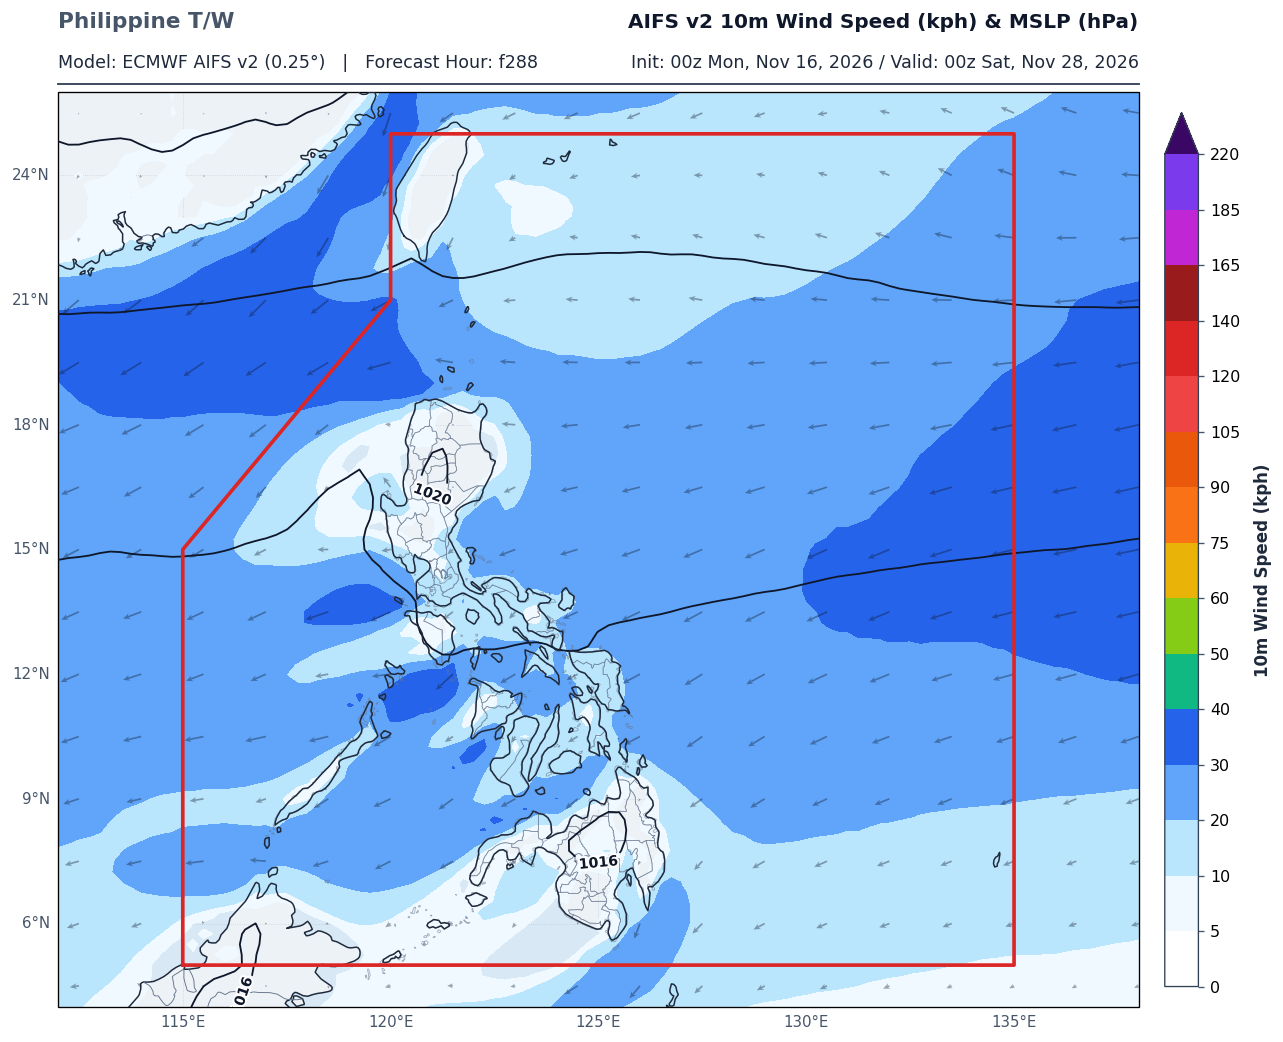 Philippine T/W
AIFS v2 10m Wind Speed (kph) & MSLP (hPa)
Model: ECMWF AIFS v2 (0.25°) | Forecast Hour: f288
Init: 00z Mon, Nov 16, 2026 / Valid: 00z Sat, Nov 28, 2026
24°N
21°N
18°N
15°N
12°N
9°N
6°N
1020
1016
016
115°E
120°E
125°E
130°E
135°E
220
185
165
140
120
105
90
75
60
50
40
30
20
10
5
0
10m Wind Speed (kph)